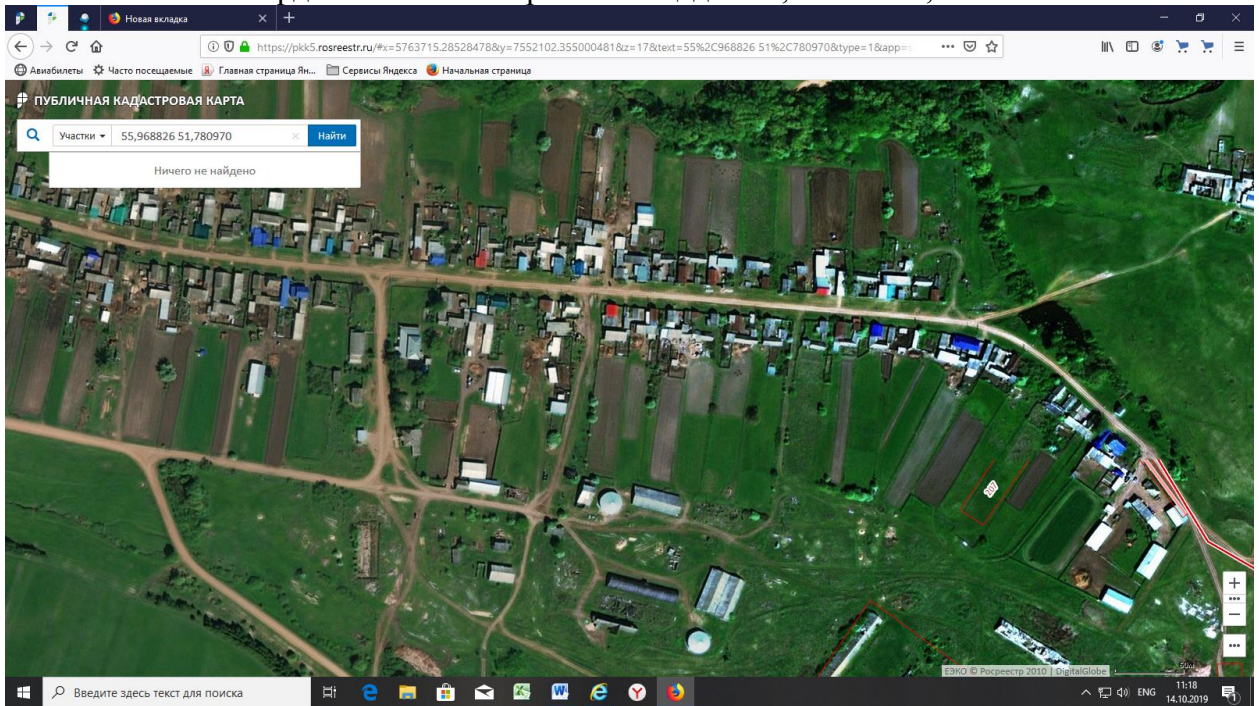 Новая вкладка
https://pkk5.rosreestr.ru/#x=5763715.28528478&y=7552102.355000481&z=17&text=55%2C968826 51%2C780970&type=1&app=
Авиабилеты Часто посещаемые Главная страница Ян... Сервисы Яндекса Начальная страница
ПУБЛИЧНАЯ КАДАСТРОВАЯ КАРТА
Участки 55,968826 51,780970 Найти
Ничего не найдено
207
ЕЭКО © Росреестр 2010 | DigitalGlobe
Введите здесь текст для поиска
ENG
11:18
14.10.2019